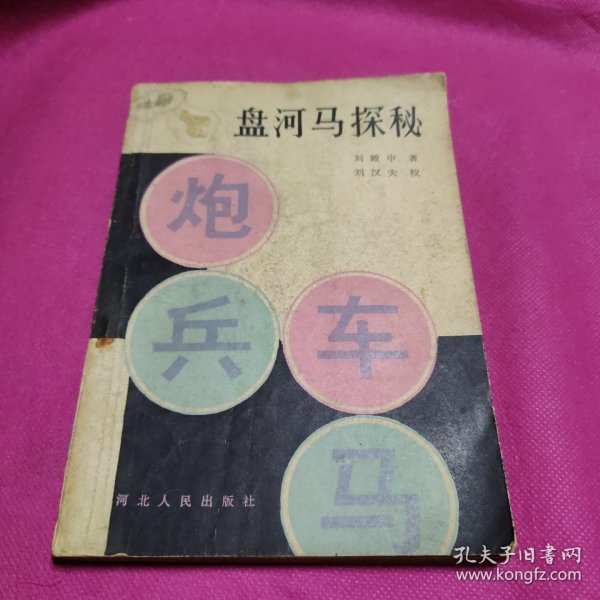 盘河马探秘
刘殿中 著
刘汉夫 校
炮
兵 车
马
河北人民出版社
孔夫子旧書网
www.kongfz.com